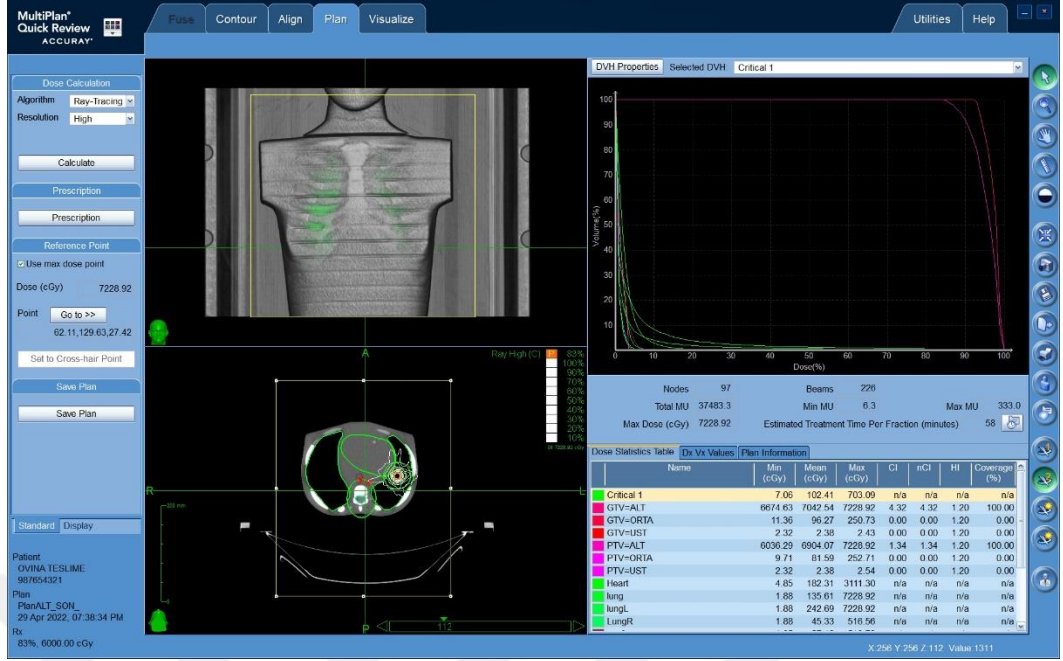 MultiPlan®
Quick Review
ACCURAY®
Fuse Contour Align Plan Visualize Utilities Help
Dose Calculation
Algorithm Ray-Tracing
Resolution High
Calculate
Prescription
Prescription
Reference Point
Use max dose point
Dose (cGy) 7228.92
Point Go to >>
62.11,129.63,27.42
Set to Cross-hair Point
Save Plan
Save Plan
Standard Display
Patient
OVINA TESLIME
987654321
Plan
PlanALT_SON_
29 Apr 2022, 07:38:34 PM
Rx
83%, 6000.00 cGy
A
Ray High (C) P 83%
100%
90%
70%
60%
50%
40%
30%
20%
10%
R
L
P
112
DVH Properties Selected DVH Critical 1
Volume(%)
100
90
80
70
60
50
40
30
20
10
0 10 20 30 40 50 60 70 80 90 100
Dose(%)
Nodes 97 Beams 226
Total MU 37483.3 Min MU 6.3 Max MU 333.0
Max Dose (cGy) 7228.92 Estimated Treatment Time Per Fraction (minutes) 58
Dose Statistics Table Dx Vx Values Plan Information
Name Min (cGy) Mean (cGy) Max (cGy) CI nCI HI Coverage (%)
Critical 1 7.06 102.41 703.09 n/a n/a n/a n/a
GTV=ALT 6674.63 7042.54 7228.92 4.32 4.32 1.20 100.00
GTV=ORTA 11.36 96.27 250.73 0.00 0.00 1.20 0.00
GTV=UST 2.32 2.38 2.43 0.00 0.00 1.20 0.00
PTV=ALT 6036.29 6904.07 7228.92 1.34 1.34 1.20 100.00
PTV=ORTA 9.71 81.59 252.71 0.00 0.00 1.20 0.00
PTV=UST 2.32 2.38 2.54 0.00 0.00 1.20 0.00
Heart 4.85 182.31 3111.30 n/a n/a n/a n/a
lung 1.88 135.61 7228.92 n/a n/a n/a n/a
lungL 1.88 242.69 7228.92 n/a n/a n/a n/a
LungR 1.88 45.33 516.56 n/a n/a n/a n/a
X:256 Y:256 Z:112 Value:1311